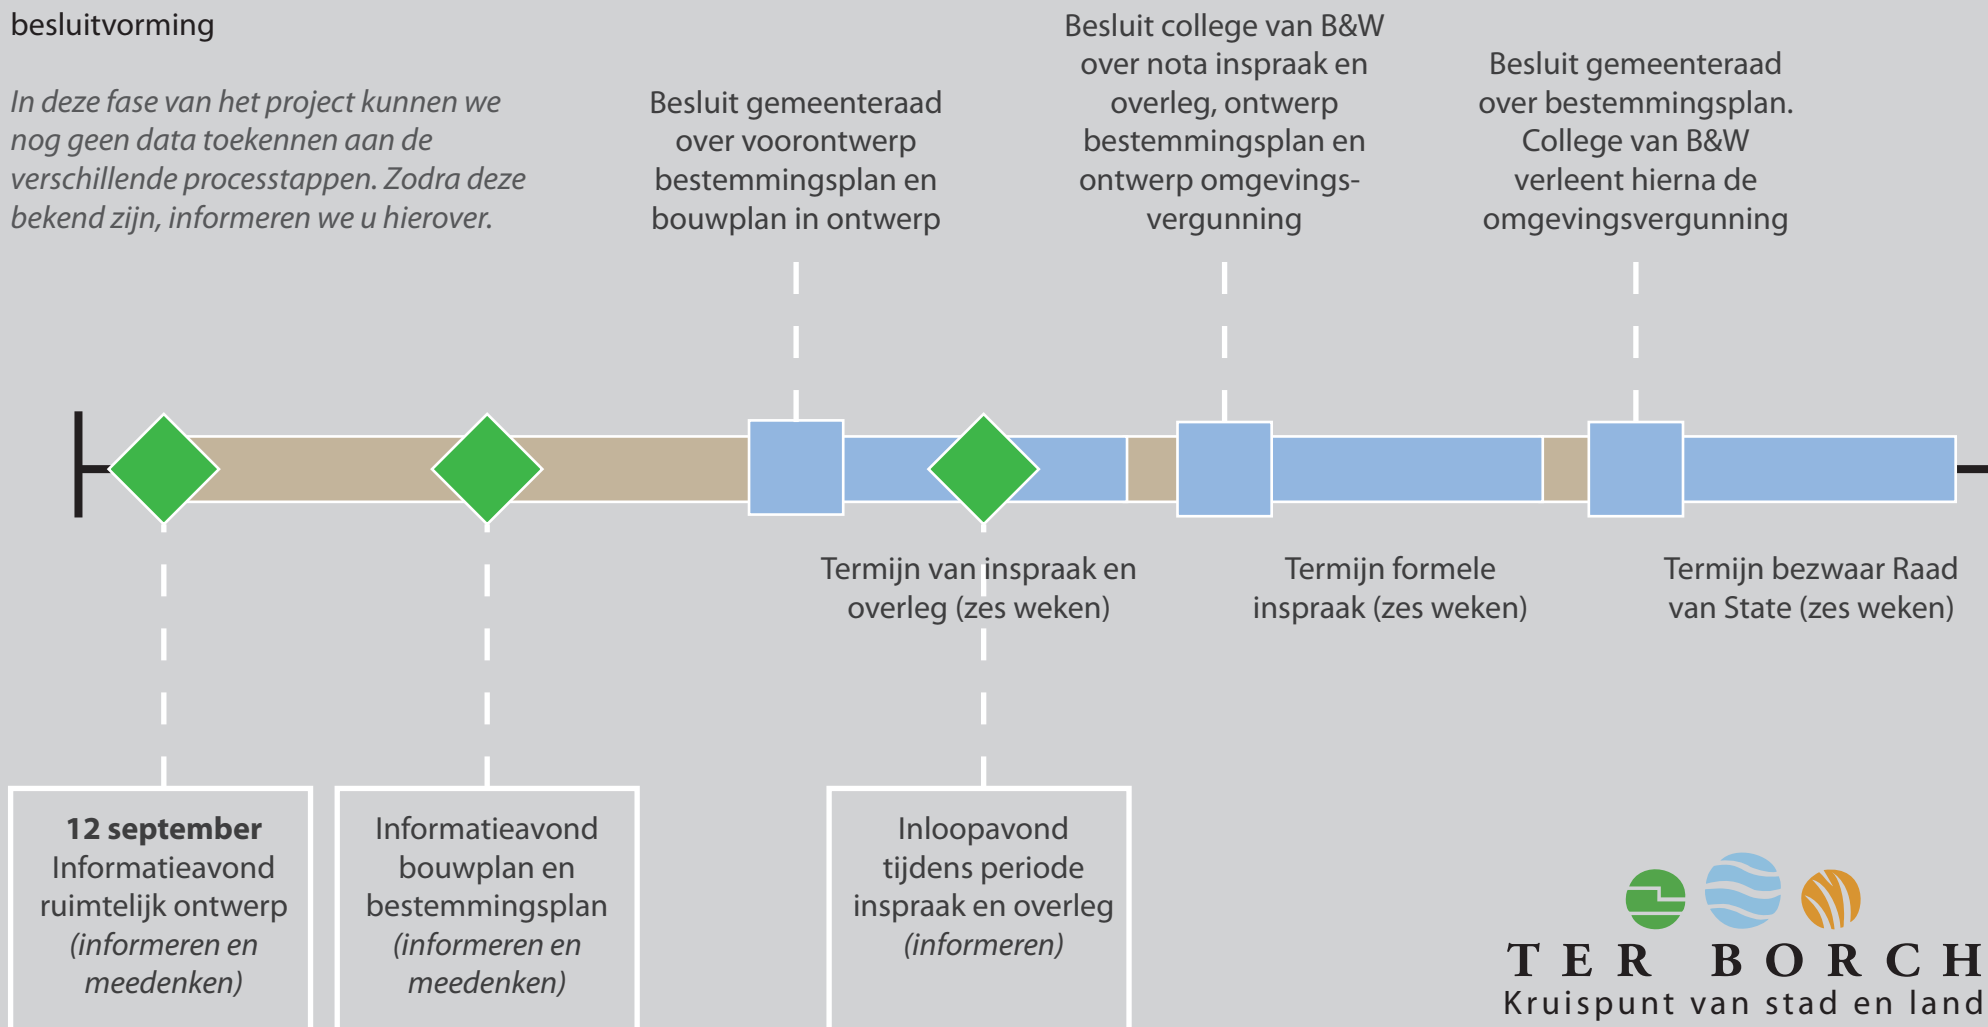 besluitvorming
In deze fase van het project kunnen we
nog geen data toekennen aan de
verschillende processtappen. Zodra deze
bekend zijn, informeren we u hierover.
Besluit gemeenteraad
over voorontwerp
bestemmingsplan en
bouwplan in ontwerp
Besluit college van B&W
over nota inspraak en
overleg, ontwerp
bestemmingsplan en
ontwerp omgevings-
vergunning
Besluit gemeenteraad
over bestemmingsplan.
College van B&W
verleent hierna de
omgevingsvergunning
Termijn van inspraak en
overleg (zes weken)
Termijn formele
inspraak (zes weken)
Termijn bezwaar Raad
van State (zes weken)
12 september
Informatieavond
ruimtelijk ontwerp
(informeren en
meedenken)
Informatieavond
bouwplan en
bestemmingsplan
(informeren en
meedenken)
Inloopavond
tijdens periode
inspraak en overleg
(informeren)
TER BORCH
Kruispunt van stad en land